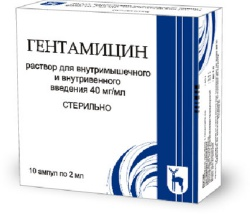 ГЕНТАМИЦИН
раствор для внутримышечного
и внутривенного
введения 40 мг/мл
СТЕРИЛЬНО
10 ампул по 2 мл